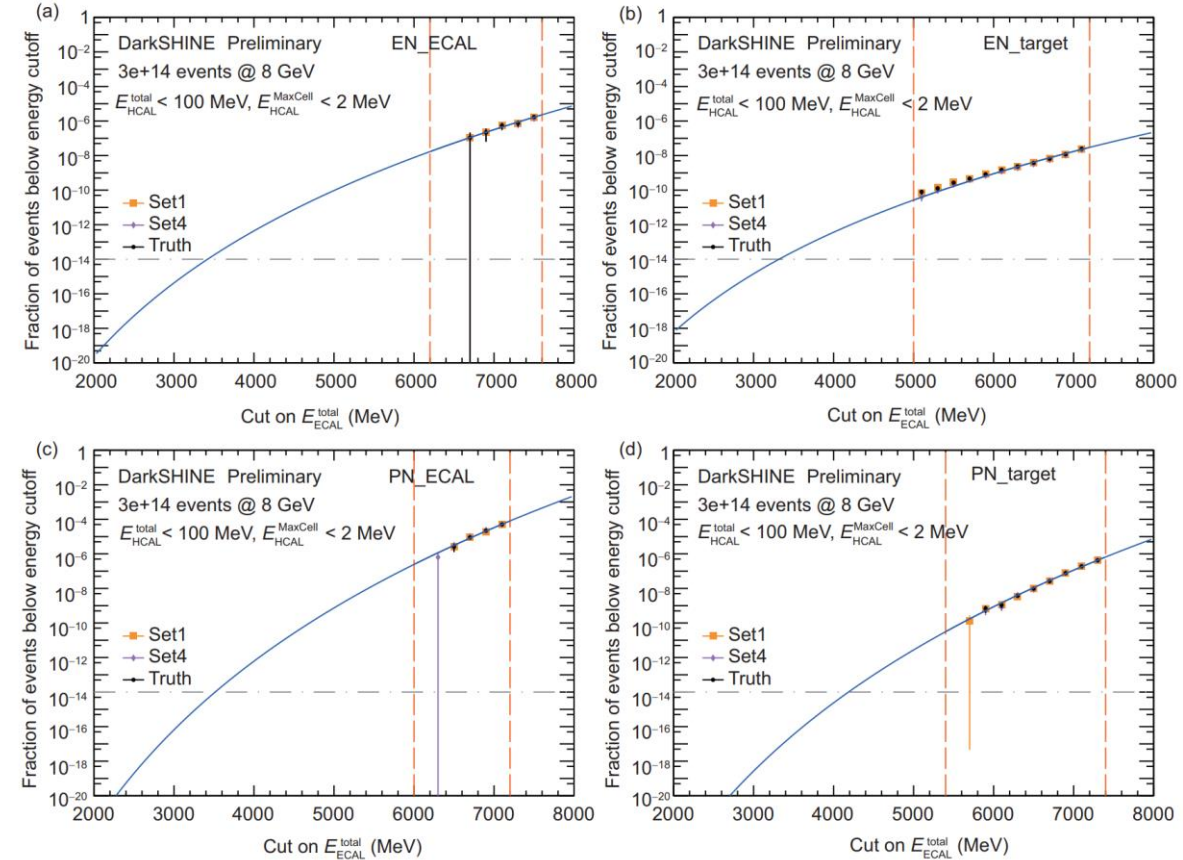 (a)
Fraction of events below energy cutoff
1
10⁻²
10⁻⁴
10⁻⁶
10⁻⁸
10⁻¹⁰
10⁻¹²
10⁻¹⁴
10⁻¹⁶
10⁻¹⁸
10⁻²⁰
DarkSHINE Preliminary EN_ECAL
3e+14 events @ 8 GeV
E_HCAL^total < 100 MeV, E_HCAL^MaxCell < 2 MeV
Set1
Set4
Truth
2000 3000 4000 5000 6000 7000 8000
Cut on E_ECAL^total (MeV)
(b)
Fraction of events below energy cutoff
1
10⁻²
10⁻⁴
10⁻⁶
10⁻⁸
10⁻¹⁰
10⁻¹²
10⁻¹⁴
10⁻¹⁶
10⁻¹⁸
10⁻²⁰
DarkSHINE Preliminary EN_target
3e+14 events @ 8 GeV
E_HCAL^total < 100 MeV, E_HCAL^MaxCell < 2 MeV
Set1
Set4
Truth
2000 3000 4000 5000 6000 7000 8000
Cut on E_ECAL^total (MeV)
(c)
Fraction of events below energy cutoff
1
10⁻²
10⁻⁴
10⁻⁶
10⁻⁸
10⁻¹⁰
10⁻¹²
10⁻¹⁴
10⁻¹⁶
10⁻¹⁸
10⁻²⁰
DarkSHINE Preliminary PN_ECAL
3e+14 events @ 8 GeV
E_HCAL^total < 100 MeV, E_HCAL^MaxCell < 2 MeV
Set1
Set4
Truth
2000 3000 4000 5000 6000 7000 8000
Cut on E_ECAL^total (MeV)
(d)
Fraction of events below energy cutoff
1
10⁻²
10⁻⁴
10⁻⁶
10⁻⁸
10⁻¹⁰
10⁻¹²
10⁻¹⁴
10⁻¹⁶
10⁻¹⁸
10⁻²⁰
DarkSHINE Preliminary PN_target
3e+14 events @ 8 GeV
E_HCAL^total < 100 MeV, E_HCAL^MaxCell < 2 MeV
Set1
Set4
Truth
2000 3000 4000 5000 6000 7000 8000
Cut on E_ECAL^total (MeV)